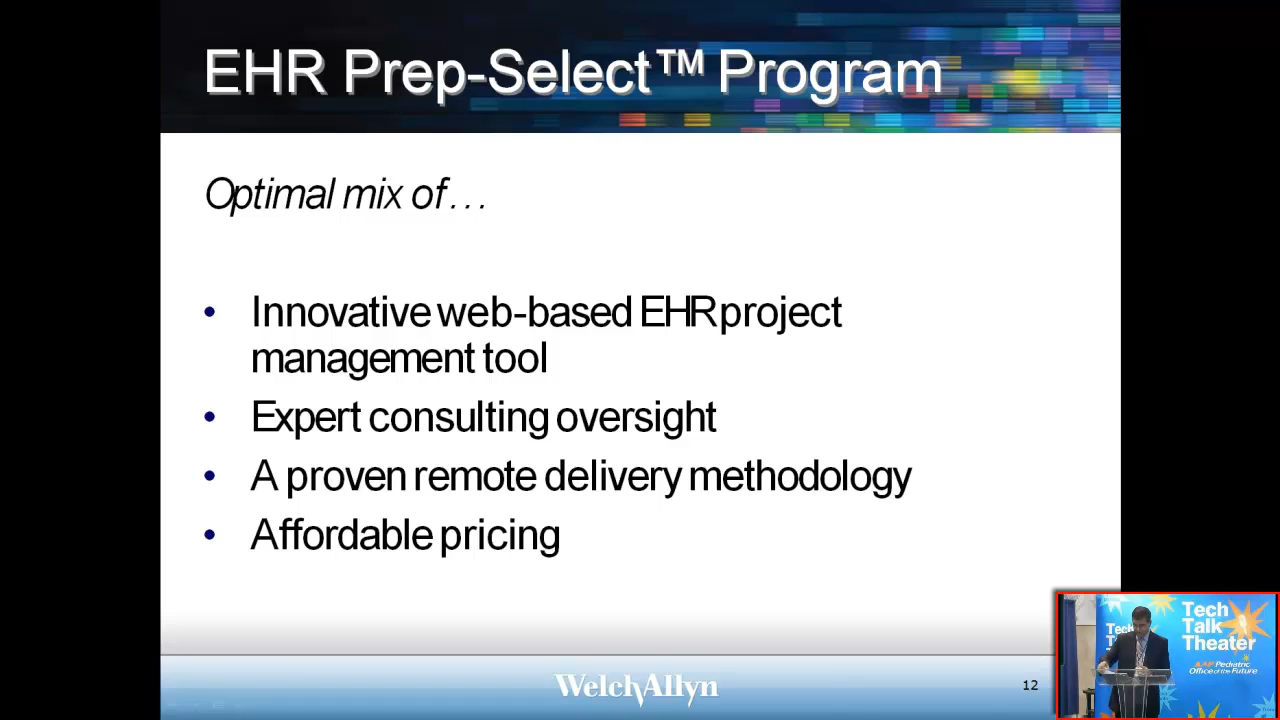 EHR Prep-Select™ Program
Optimal mix of…
• Innovative web-based EHR project
management tool
• Expert consulting oversight
• A proven remote delivery methodology
• Affordable pricing
WelchAllyn
12
Tech
Talk
Theater
AAP Pediatric
Office of the Future
Tech